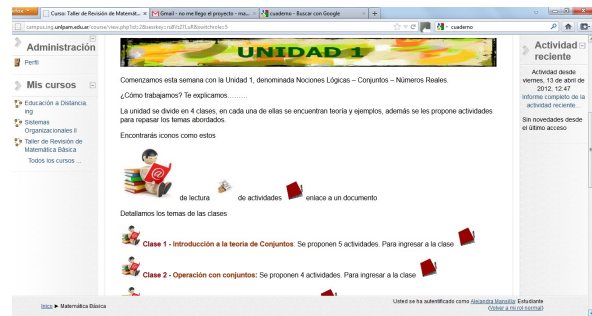 Curso: Taller de Revisión de Matemát...
Gmail - no me llego el proyecto - ma...
cuaderno - Buscar con Google
campus.ing.unlpam.edu.ar
cuaderno
Administración
Perfil
Mis cursos
Educación a Distancia
ing
Sistemas
Organizacionales II
Taller de Revisión de
Matemática Básica
Todos los cursos ...
UNIDAD 1
Comenzamos esta semana con la Unidad 1, denominada Nociones Lógicas – Conjuntos – Números Reales.
¿Cómo trabajamos? Te explicamos………
La unidad se divide en 4 clases, en cada una de ellas se encuentran teoría y ejemplos, además se les propone actividades
para repasar los temas abordados.
Encontrarás iconos como estos
de lectura de actividades enlace a un documento
Detallamos los temas de las clases
Clase 1 - Introducción a la teoría de Conjuntos: Se proponen 5 actividades. Para ingresar a la clase
Clase 2 - Operación con conjuntos: Se proponen 4 actividades. Para ingresar a la clase
Actividad
reciente
Actividad desde
viernes, 13 de abril de
2012, 12:47
Informe completo de la
actividad reciente...
Sin novedades desde
el último acceso
Inica ► Matemática Básica
Usted se ha autentificado como Alejandra Mansilla: Estudiante
(Volver a mi rol normal)